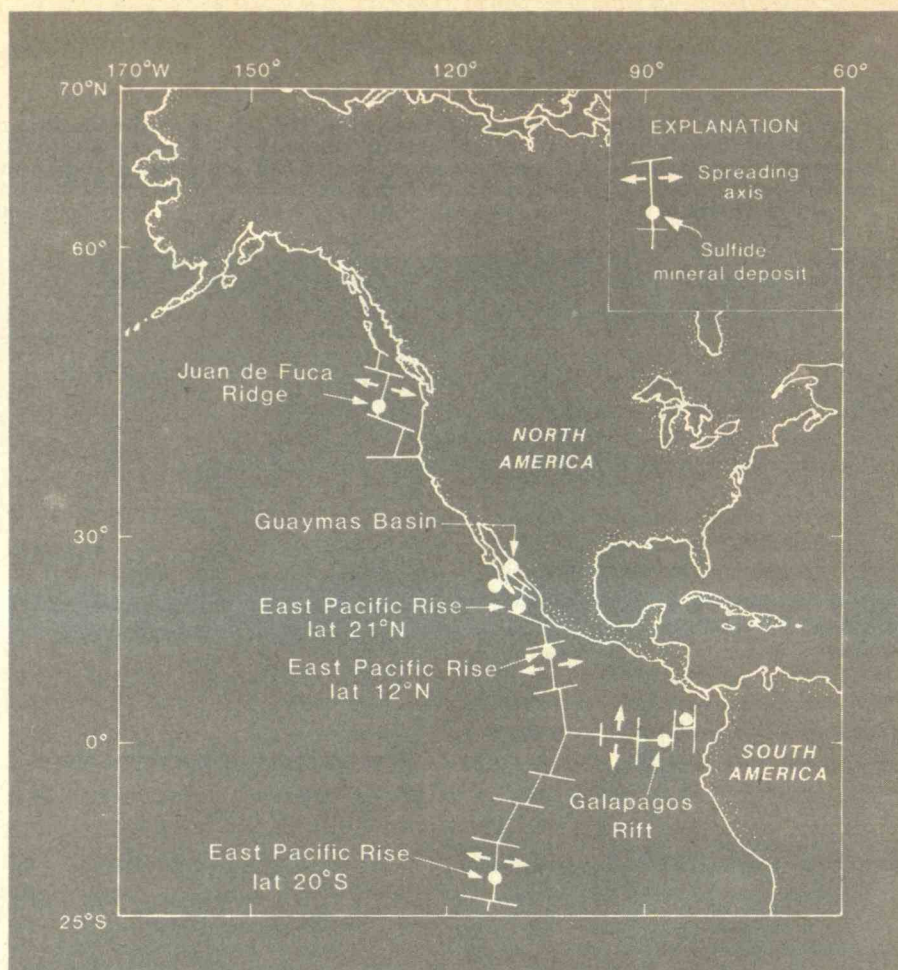 170°W 150° 120° 90° 60°
70°N
EXPLANATION
Spreading
axis
Sulfide
mineral deposit
60°
Juan de Fuca
Ridge
NORTH
AMERICA
Guaymas Basin
30°
East Pacific Rise
lat 21°N
East Pacific Rise
lat 12°N
0°
SOUTH
AMERICA
Galapagos
Rift
East Pacific Rise
lat 20°S
25°S